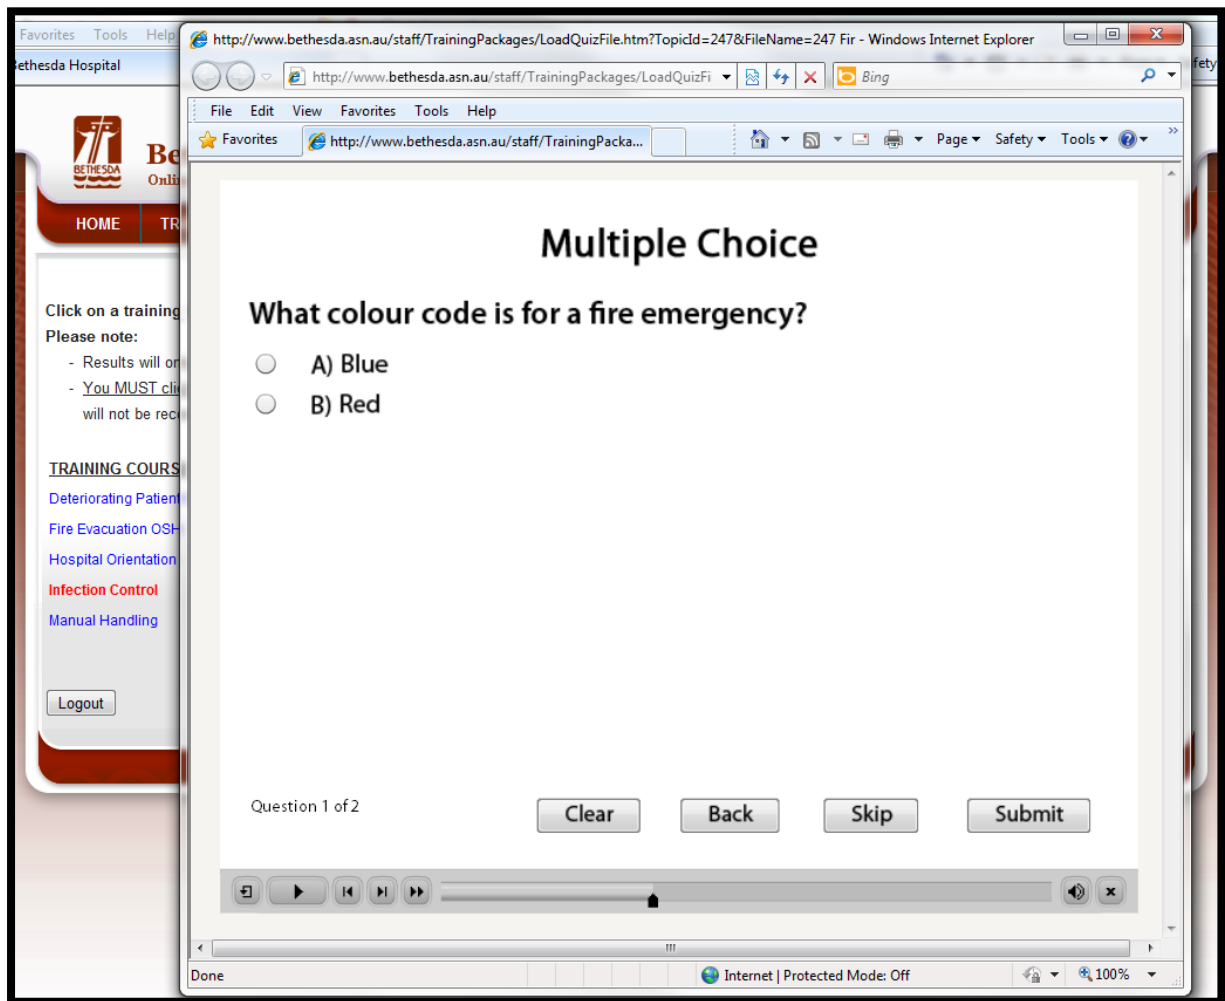 Favorites Tools Help
http://www.bethesda.asn.au/staff/TrainingPackages/LoadQuizFile.htm?TopicId=247&FileName=247 Fir - Windows Internet Explorer
Bethesda Hospital
http://www.bethesda.asn.au/staff/TrainingPackages/LoadQuizFi
Bing
File Edit View Favorites Tools Help
Favorites
http://www.bethesda.asn.au/staff/TrainingPacka...
Page Safety Tools
BETHESDA
HOME
Multiple Choice
What colour code is for a fire emergency?
A) Blue
B) Red
Click on a training
Please note:
- Results will
- You MUST
will not be
TRAINING
Deteriorating Patient
Fire Evacuation
Hospital Orientation
Infection Control
Manual Handling
Logout
Question 1 of 2
Clear Back Skip Submit
Done
Internet | Protected Mode: Off
100%